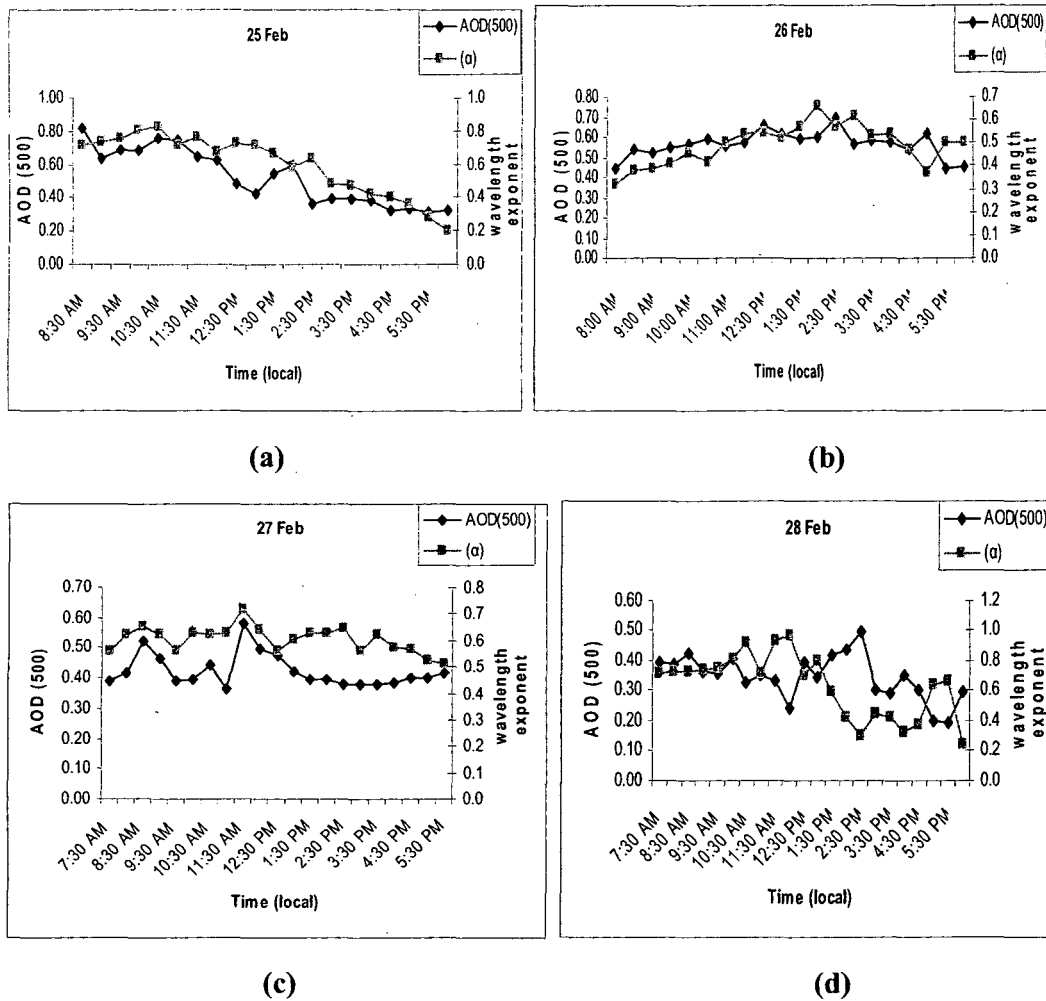 25 Feb
AOD(500)
(α)
AOD (500)
1.00
0.80
0.60
0.40
0.20
0.00
1.0
0.8
0.6
0.4
0.2
0.0
wavelength
exponent
8:30 AM
9:30 AM
10:30 AM
11:30 AM
12:30 PM
1:30 PM
2:30 PM
3:30 PM
4:30 PM
5:30 PM
Time (local)
(a)
26 Feb
AOD(500)
(α)
AOD (500)
0.80
0.70
0.60
0.50
0.40
0.30
0.20
0.10
0.00
0.7
0.6
0.5
0.4
0.3
0.2
0.1
0.0
wavelength
exponent
8:00 AM
9:00 AM
10:00 AM
11:00 AM
12:30 PM
1:30 PM
2:30 PM
3:30 PM
4:30 PM
5:30 PM
Time (local)
(b)
27 Feb
AOD(500)
(α)
AOD (500)
0.70
0.60
0.50
0.40
0.30
0.20
0.10
0.00
0.8
0.7
0.6
0.5
0.4
0.3
0.2
0.1
0.0
wavelength
exponent
7:30 AM
8:30 AM
9:30 AM
10:30 AM
11:30 AM
12:30 PM
1:30 PM
2:30 PM
3:30 PM
4:30 PM
5:30 PM
Time (local)
(c)
28 Feb
AOD(500)
(α)
AOD (500)
0.60
0.50
0.40
0.30
0.20
0.10
0.00
1.2
1.0
0.8
0.6
0.4
0.2
0.0
wavelength
exponent
7:30 AM
8:30 AM
9:30 AM
10:30 AM
11:30 AM
12:30 PM
1:30 PM
2:30 PM
3:30 PM
4:30 PM
5:30 PM
Time (local)
(d)